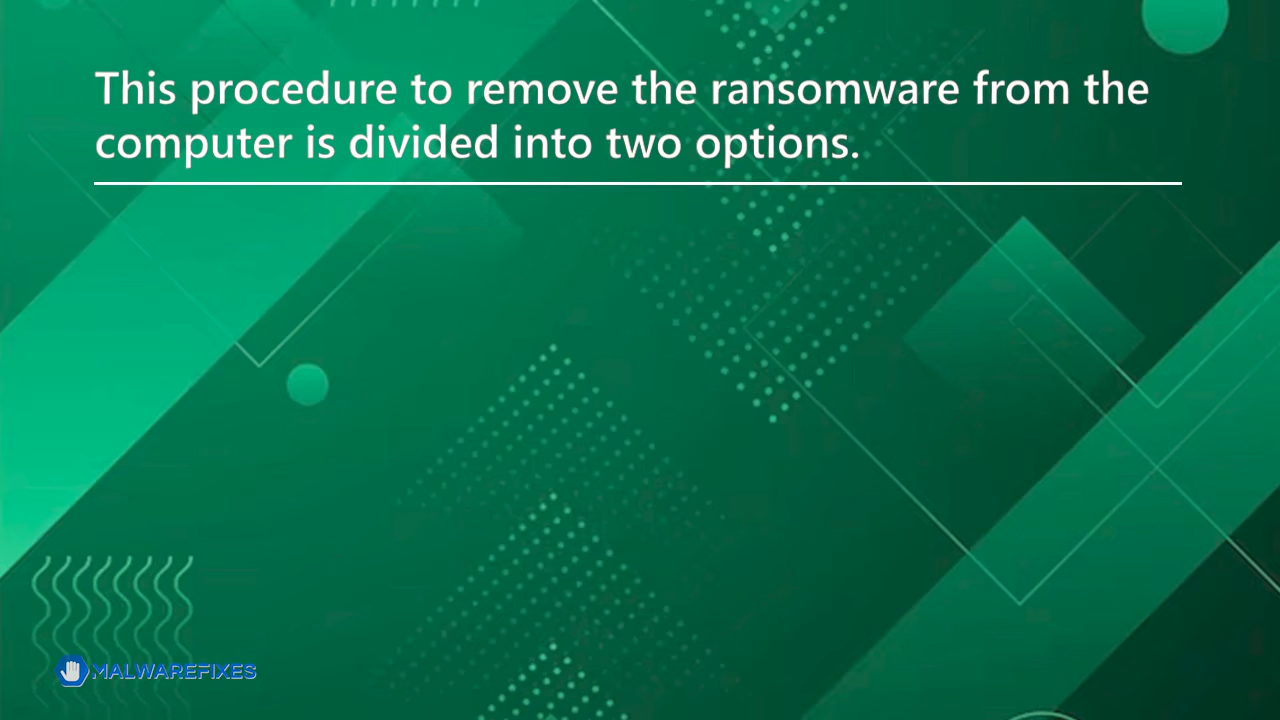 This procedure to remove the ransomware from the
computer is divided into two options.
MALWAREFIXES